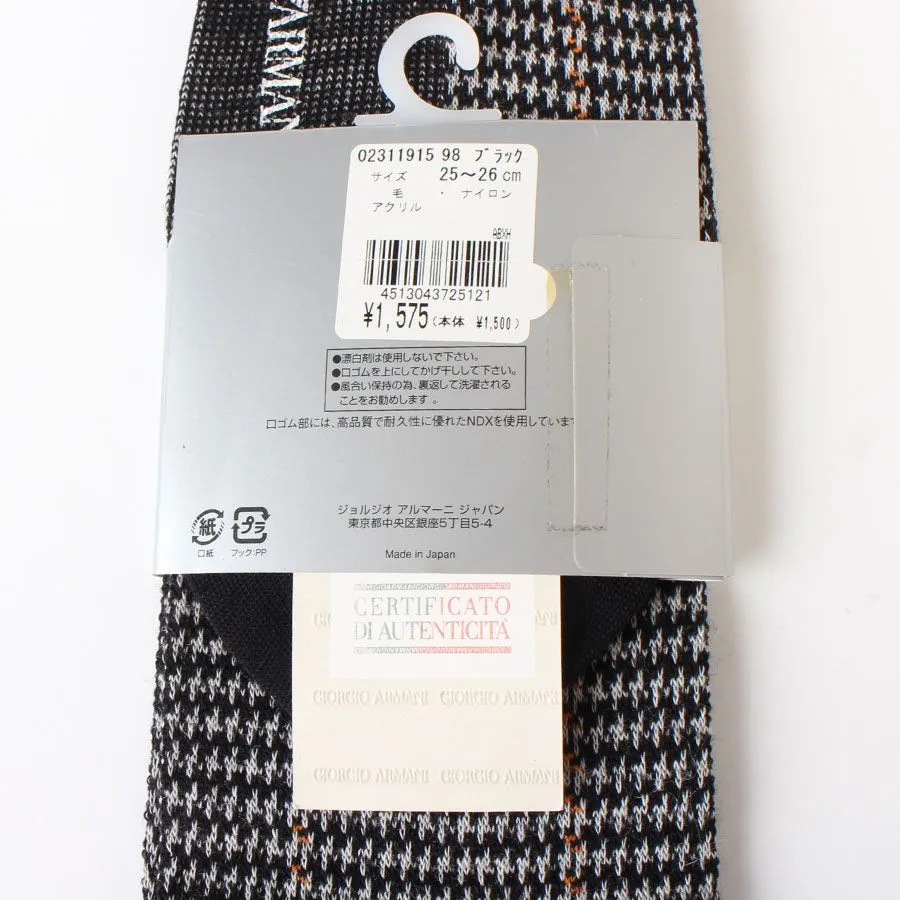 ARMAN
02311915 98 ブラック
サイズ 25〜26cm
毛 ・ ナイロン
アクリル
ABXH
4513043725121
¥1,575(本体 ¥1,500)
●漂白剤は使用しないで下さい。
●口ゴムを上にしてかげ干しして下さい。
●風合い保持の為、裏返して洗濯される
ことをお勧めします。
口ゴム部には、高品質で耐久性に優れたNDXを使用しています
紙
プラ
口紙
フック:PP
ジョルジオ アルマーニ ジャパン
東京都中央区銀座5丁目5-4
Made in Japan
GIORGIOARMANIGIORGIOARMANIGIORGIO
CERTIFICATO
DI AUTENTICITÀ
GIORGIO ARMANI GIORGIO ARMANI
GIORGIO ARMANI GIORGIO ARMANI